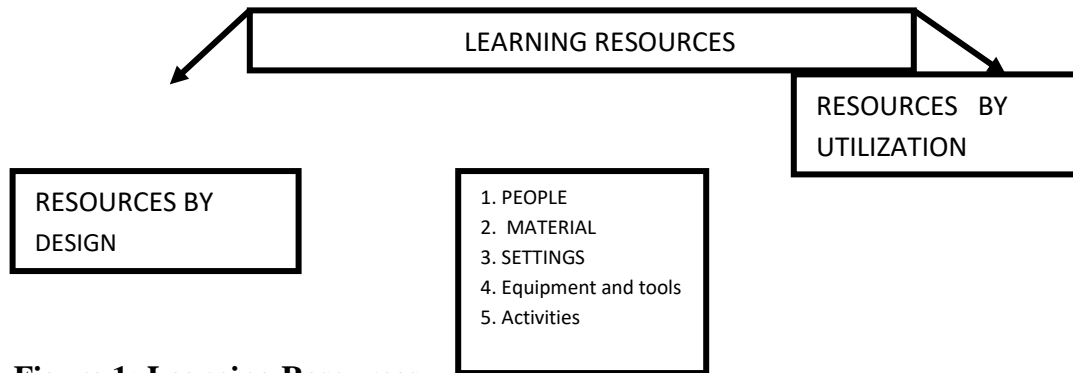 LEARNING RESOURCES
RESOURCES BY
UTILIZATION
RESOURCES BY
DESIGN
1. PEOPLE
2. MATERIAL
3. SETTINGS
4. Equipment and tools
5. Activities
Figure 1. Learning Resources